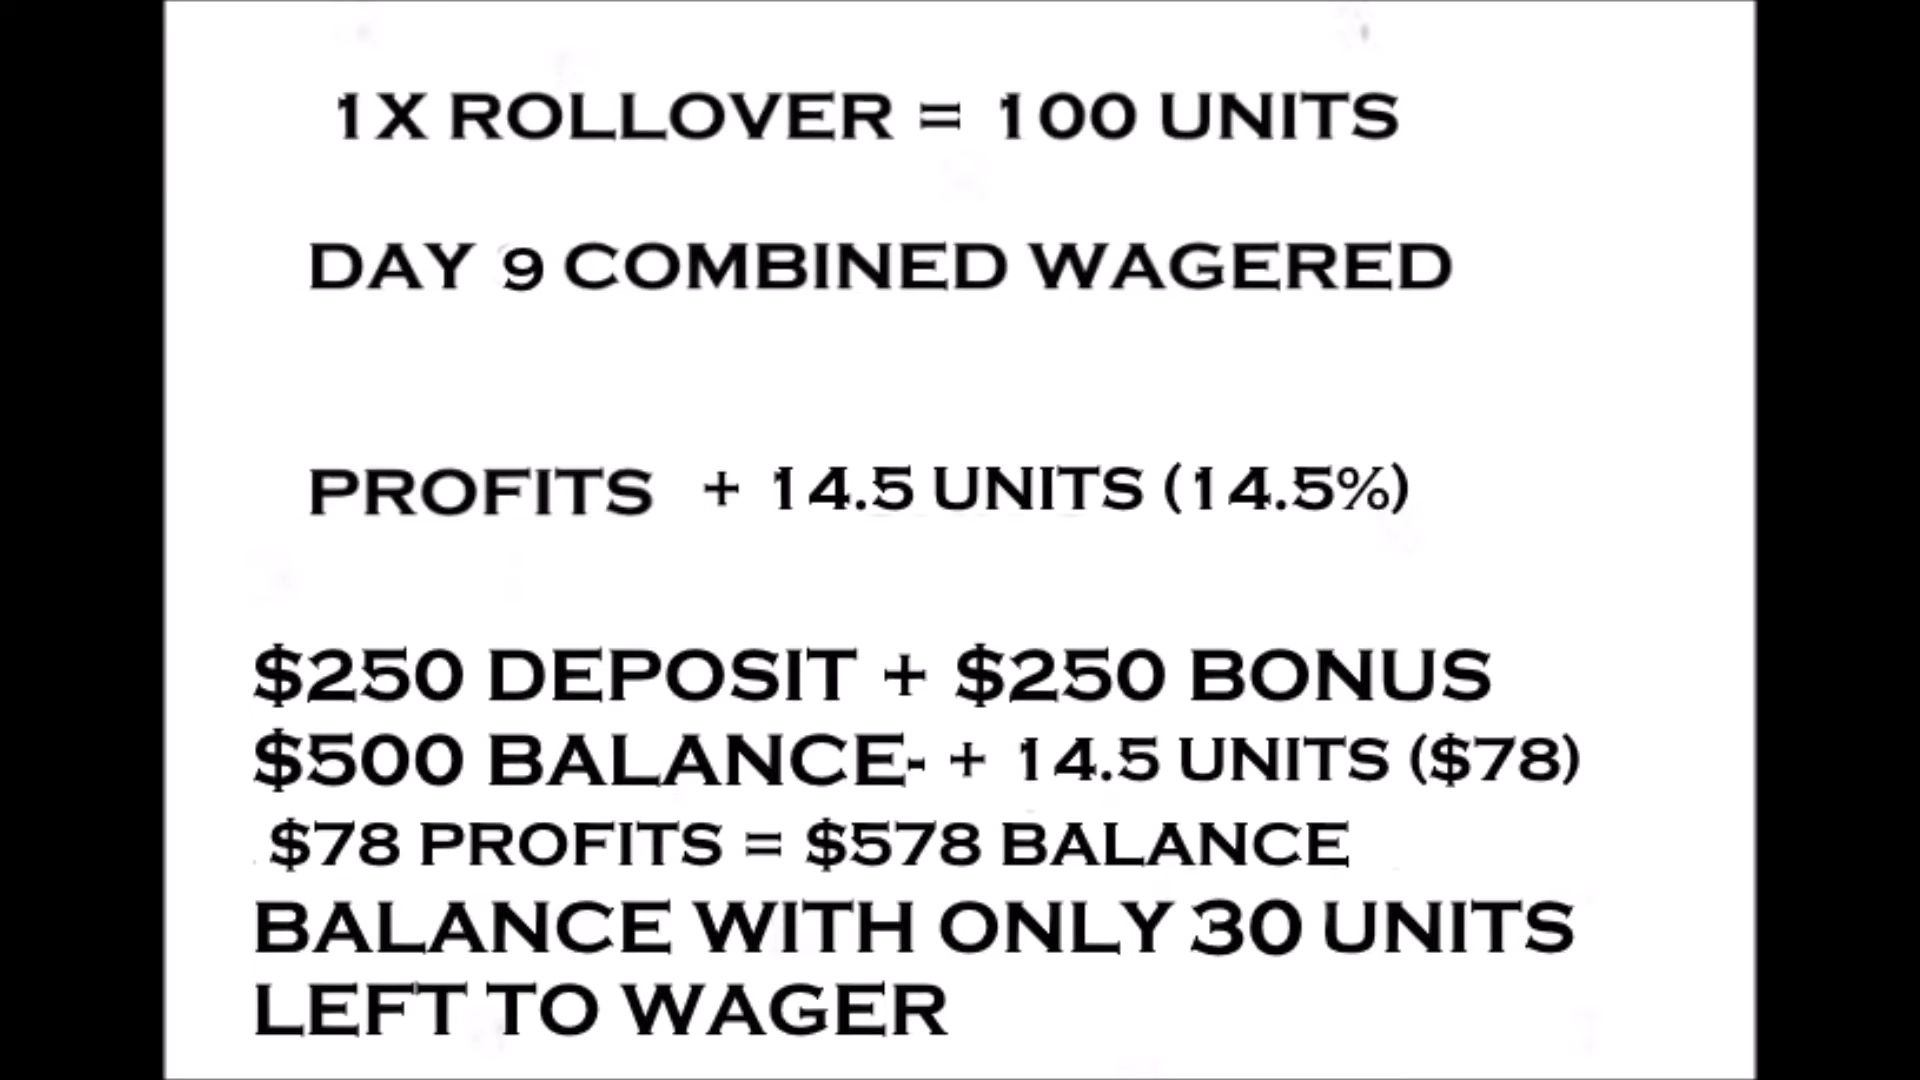 1X ROLLOVER = 100 UNITS
DAY 9 COMBINED WAGERED
PROFITS + 14.5 UNITS (14.5%)
$250 DEPOSIT + $250 BONUS
$500 BALANCE- + 14.5 UNITS ($78)
$78 PROFITS = $578 BALANCE
BALANCE WITH ONLY 30 UNITS
LEFT TO WAGER